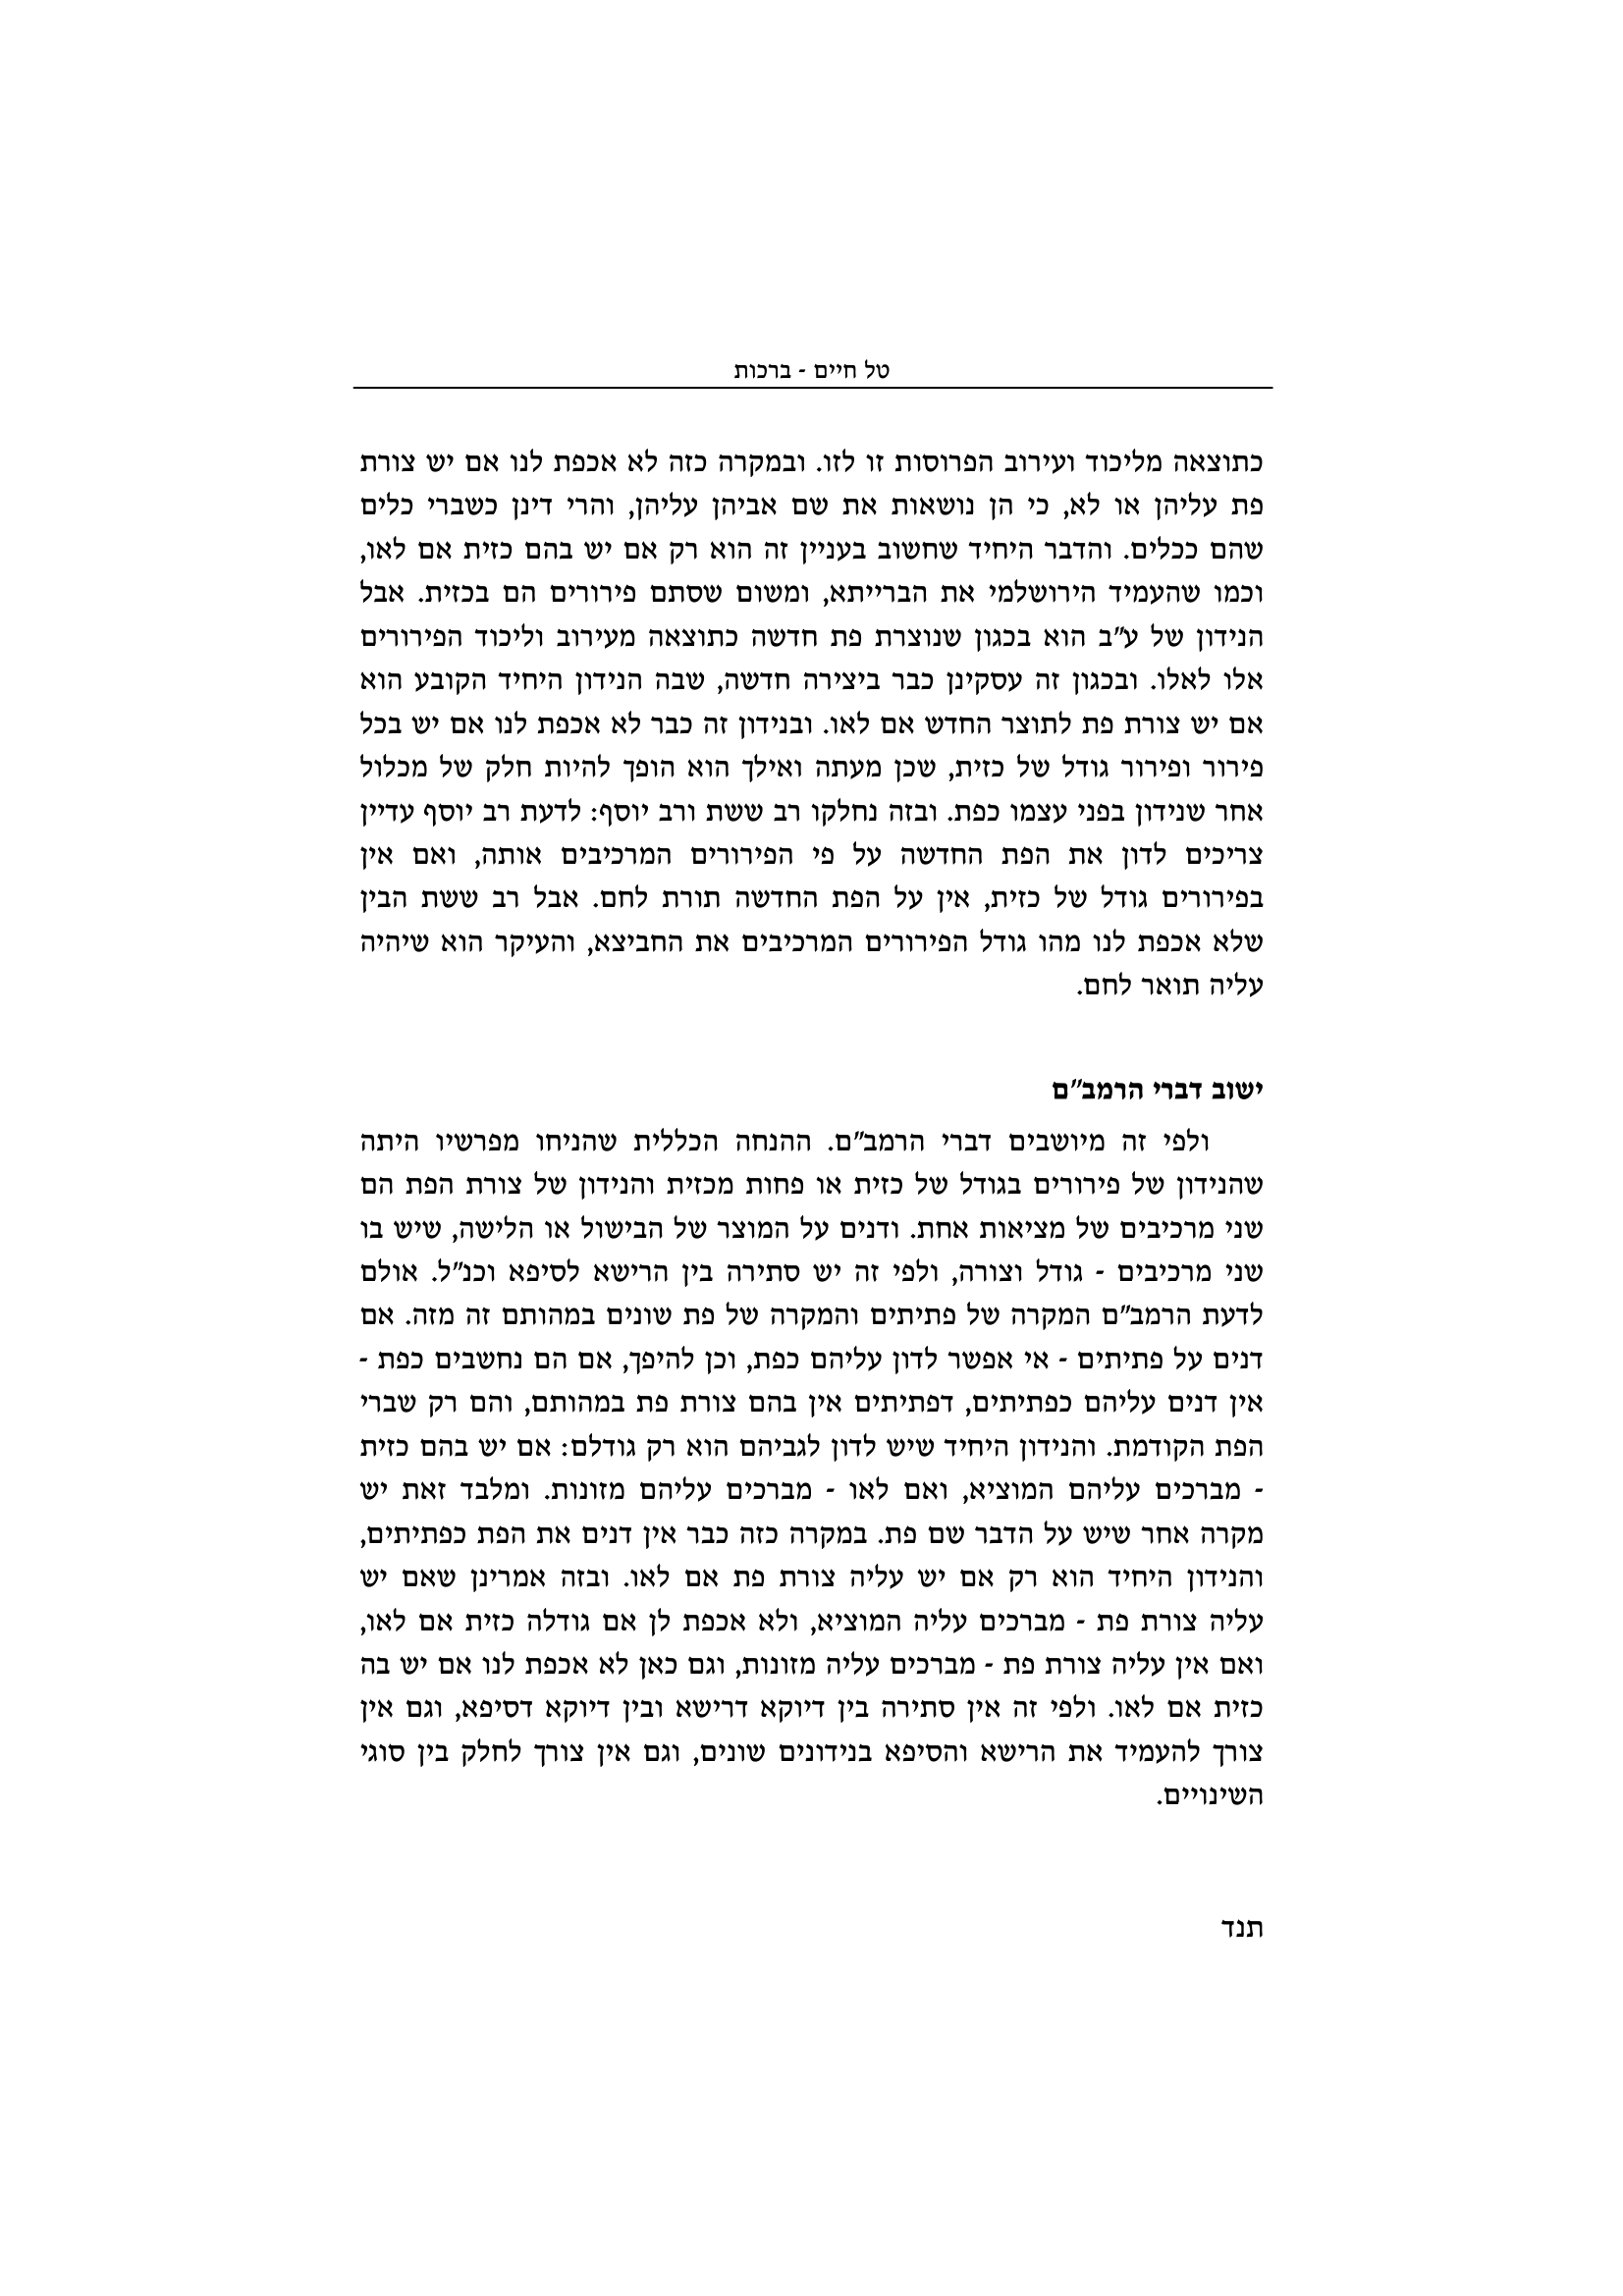 טל חיים - ברכות
כתוצאה מליכוד ועירוב הפרוסות זו לזו. ובמקרה כזה לא אכפת לנו אם יש צורת
פת עליהן או לא, כי הן נושאות את שם אביהן עליהן, והרי דינן כשברי כלים
שהם ככלים. והדבר היחיד שחשוב בעניין זה הוא רק אם יש בהם כזית אם לאו,
וכמו שהעמיד הירושלמי את הברייתא, ומשום שסתם פירורים הם בכזית. אבל
הנידון של ע״ב הוא בכגון שנוצרת פת חדשה כתוצאה מעירוב וליכוד הפירורים
אלו לאלו. ובכגון זה עסקינן כבר ביצירה חדשה, שבה הנידון היחיד הקובע הוא
אם יש צורת פת לתוצר החדש אם לאו. ובנידון זה כבר לא אכפת לנו אם יש בכל
פירור ופירור גודל של כזית, שכן מעתה ואילך הוא הופך להיות חלק של מכלול
אחר שנידון בפני עצמו כפת. ובזה נחלקו רב ששת ורב יוסף: לדעת רב יוסף עדיין
צריכים לדון את הפת החדשה על פי הפירורים המרכיבים אותה, ואם אין
בפירורים גודל של כזית, אין על הפת החדשה תורת לחם. אבל רב ששת הבין
שלא אכפת לנו מהו גודל הפירורים המרכיבים את החביצא, והעיקר הוא שיהיה
עליה תואר לחם.
ישוב דברי הרמב״ם
ולפי זה מיושבים דברי הרמב״ם. ההנחה הכללית שהניחו מפרשיו היתה
שהנידון של פירורים בגודל של כזית או פחות מכזית והנידון של צורת הפת הם
שני מרכיבים של מציאות אחת. ודנים על המוצר של הבישול או הלישה, שיש בו
שני מרכיבים - גודל וצורה, ולפי זה יש סתירה בין הרישא לסיפא וכנ״ל. אולם
לדעת הרמב״ם המקרה של פתיתים והמקרה של פת שונים במהותם זה מזה. אם
דנים על פתיתים - אי אפשר לדון עליהם כפת, וכן להיפך, אם הם נחשבים כפת -
אין דנים עליהם כפתיתים, דפתיתים אין בהם צורת פת במהותם, והם רק שברי
הפת הקודמת. והנידון היחיד שיש לדון לגביהם הוא רק גודלם: אם יש בהם כזית
- מברכים עליהם המוציא, ואם לאו - מברכים עליהם מזונות. ומלבד זאת יש
מקרה אחר שיש על הדבר שם פת. במקרה כזה כבר אין דנים את הפת כפתיתים,
והנידון היחיד הוא רק אם יש עליה צורת פת אם לאו. ובזה אמרינן שאם יש
עליה צורת פת - מברכים עליה המוציא, ולא אכפת לן אם גודלה כזית אם לאו,
ואם אין עליה צורת פת - מברכים עליה מזונות, וגם כאן לא אכפת לנו אם יש בה
כזית אם לאו. ולפי זה אין סתירה בין דיוקא דרישא ובין דיוקא דסיפא, וגם אין
צורך להעמיד את הרישא והסיפא בנידונים שונים, וגם אין צורך לחלק בין סוגי
השינויים.
תנד